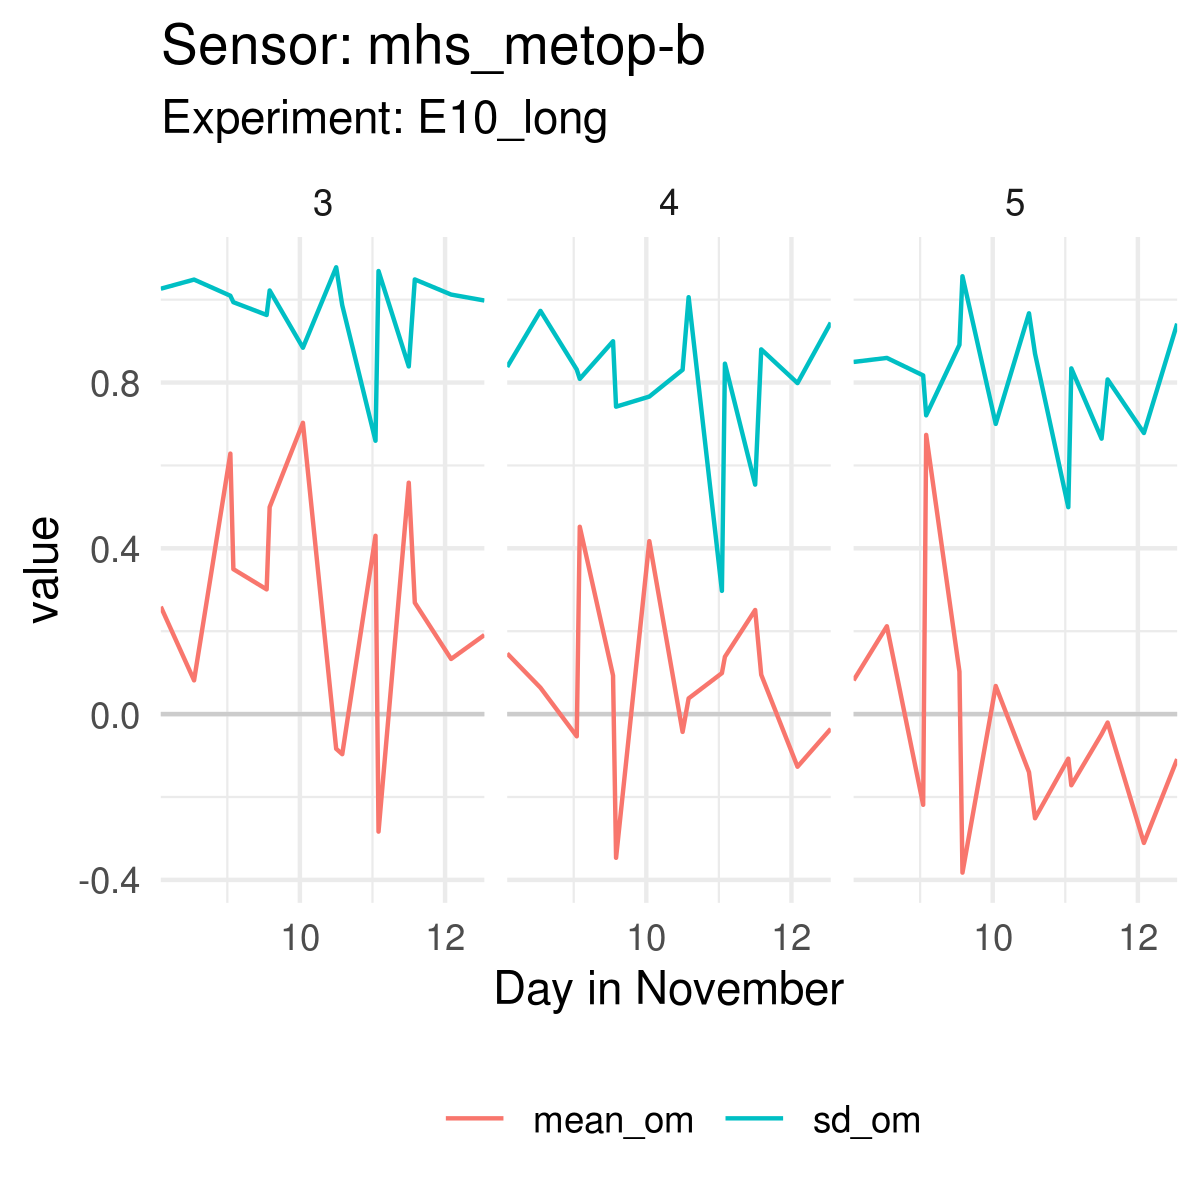 Sensor: mhs_metop-b
Experiment: E10_long
3 4 5
value
0.8
0.4
0.0
-0.4
10 12 10 12 10 12
Day in November
mean_om sd_om